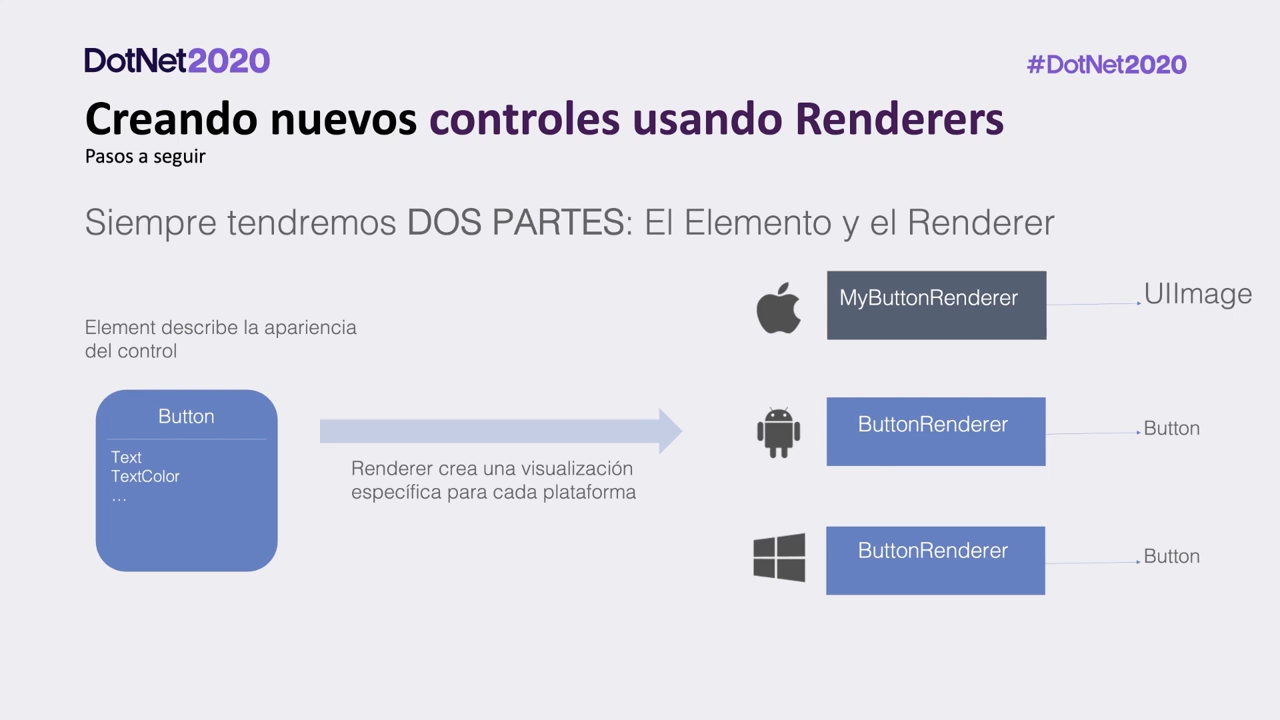 DotNet2020
#DotNet2020
Creando nuevos controles usando Renderers
Pasos a seguir
Siempre tendremos DOS PARTES: El Elemento y el Renderer
Element describe la apariencia
del control
Button
Text
TextColor
...
Renderer crea una visualización
específica para cada plataforma
MyButtonRenderer
UIImage
ButtonRenderer
Button
ButtonRenderer
Button